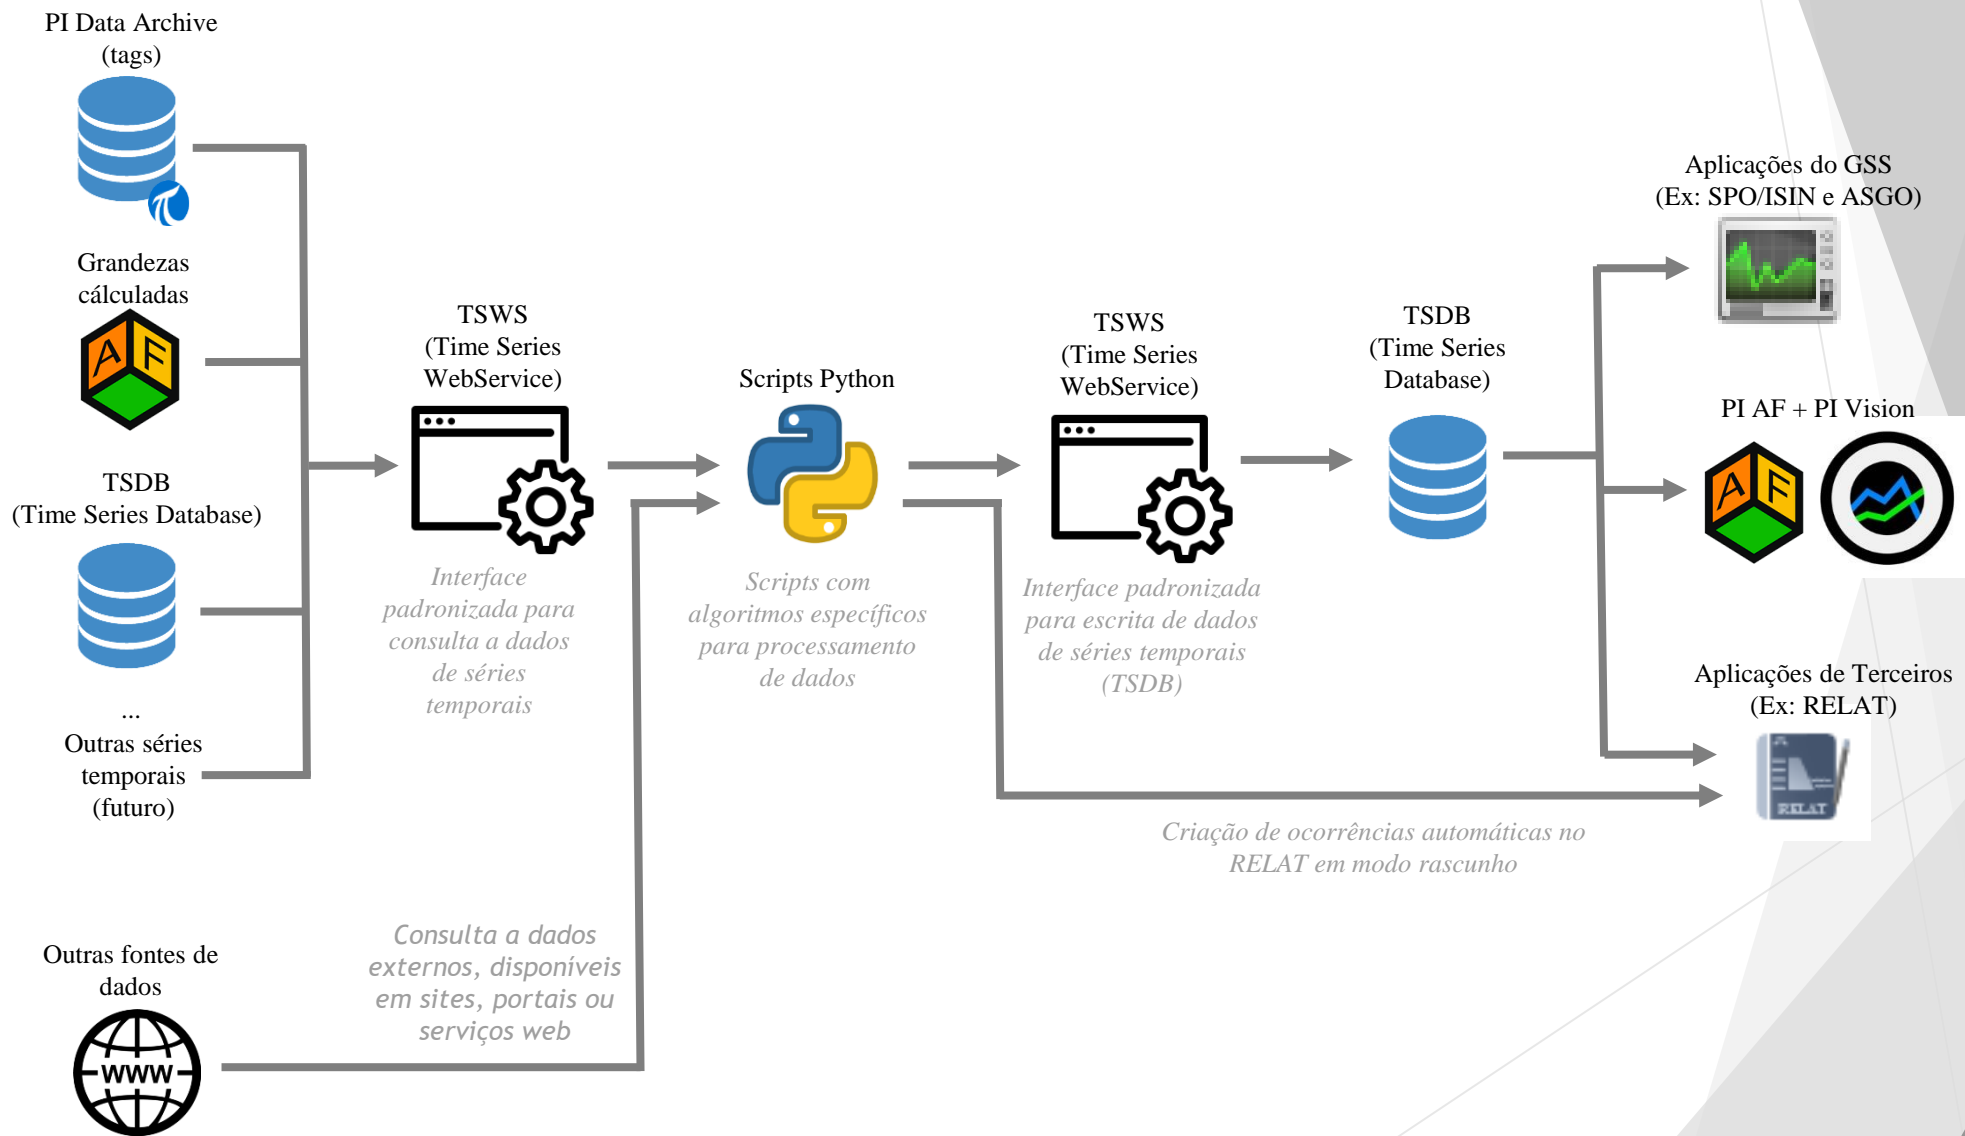 PI Data Archive
(tags)
Grandezas
cálculadas
A F
TSDB
(Time Series Database)
...
Outras séries
temporais
(futuro)
Outras fontes de
dados
WWW
TSWS
(Time Series
WebService)
Interface
padronizada para
consulta a dados
de séries
temporais
Consulta a dados
externos, disponíveis
em sites, portais ou
serviços web
Scripts Python
Scripts com
algoritmos específicos
para processamento
de dados
TSWS
(Time Series
WebService)
Interface padronizada
para escrita de dados
de séries temporais
(TSDB)
TSDB
(Time Series
Database)
Criação de ocorrências automáticas no
RELAT em modo rascunho
Aplicações do GSS
(Ex: SPO/ISIN e ASGO)
PI AF + PI Vision
A F
Aplicações de Terceiros
(Ex: RELAT)
RELAT